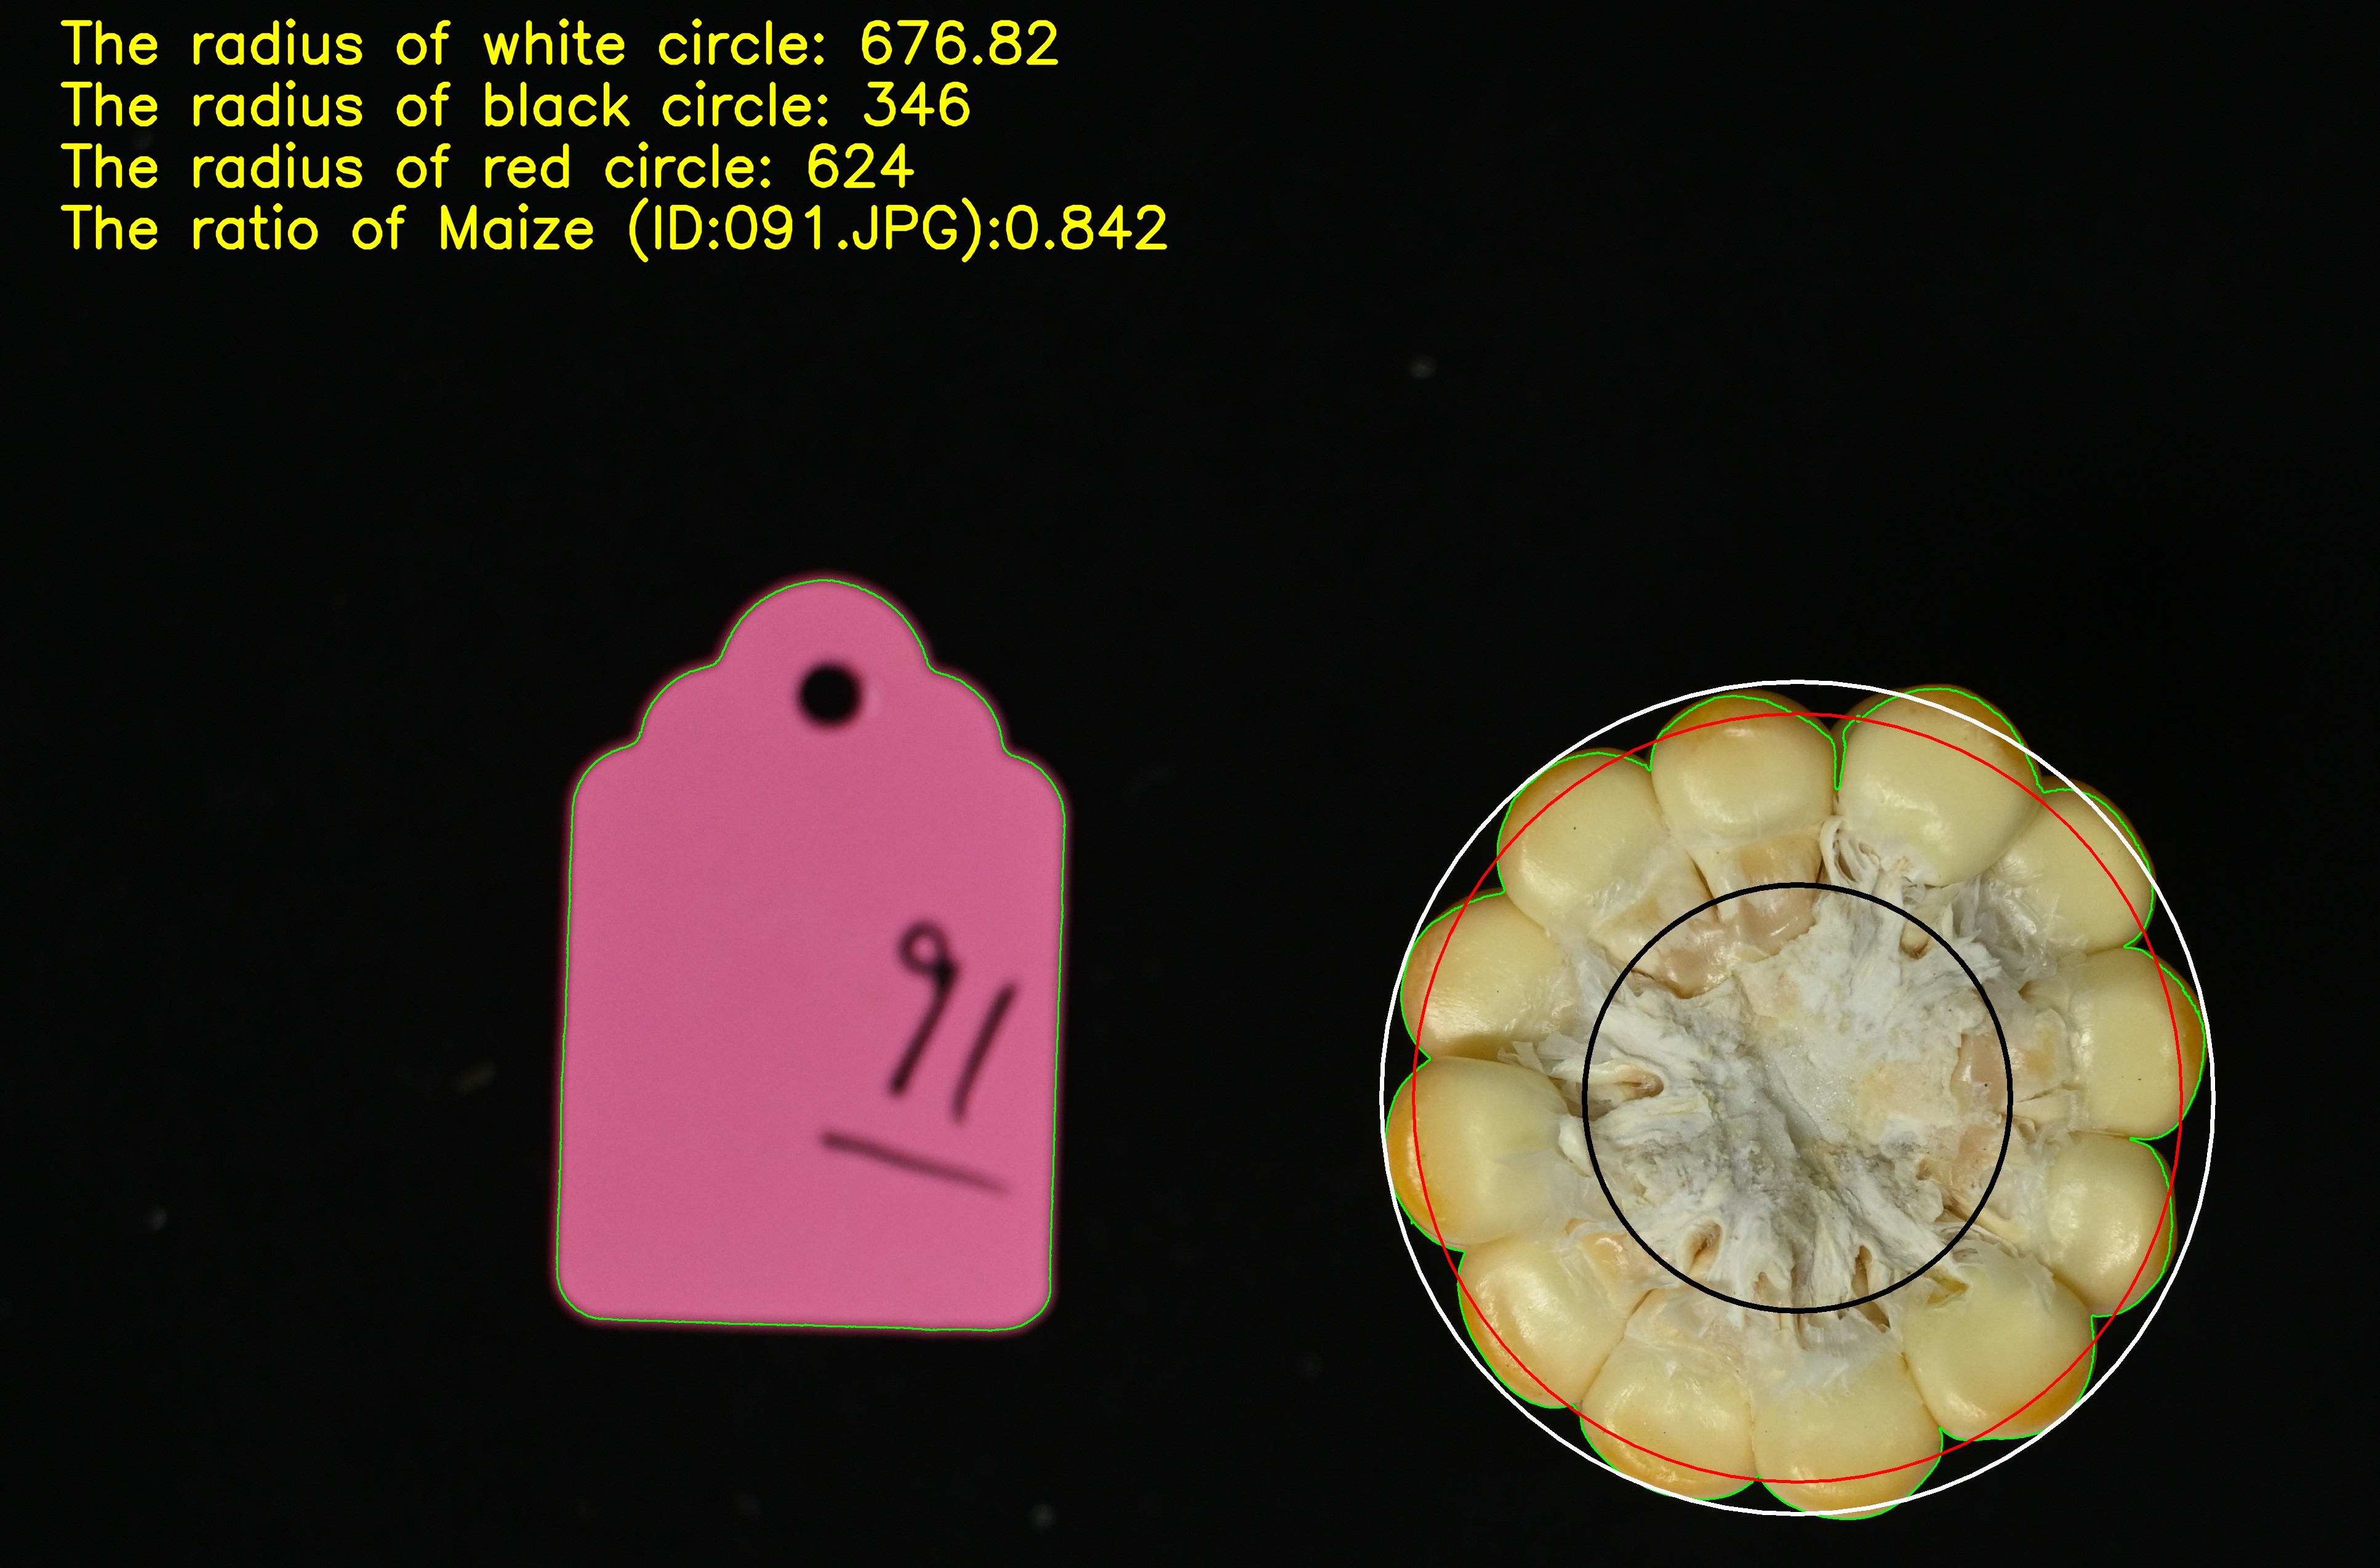 The radius of white circle: 676.82
The radius of black circle: 346
The radius of red circle: 624
The ratio of Maize (ID:091.JPG):0.842
91